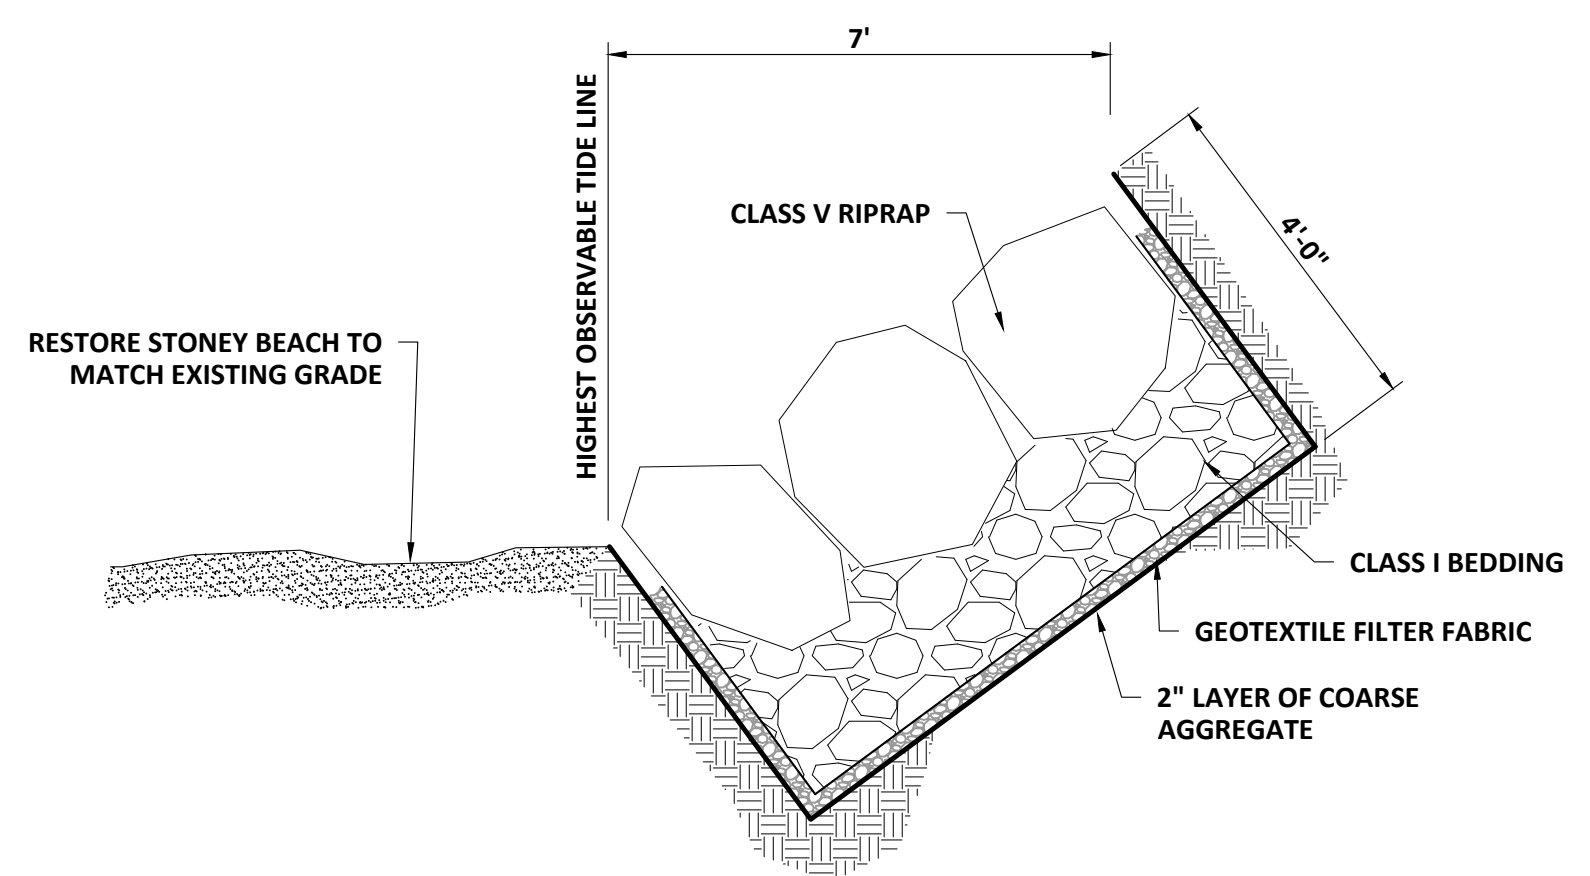 7'
HIGHEST OBSERVABLE TIDE LINE
CLASS V RIPRAP
4'-0"
RESTORE STONEY BEACH TO
MATCH EXISTING GRADE
CLASS I BEDDING
GEOTEXTILE FILTER FABRIC
2" LAYER OF COARSE
AGGREGATE